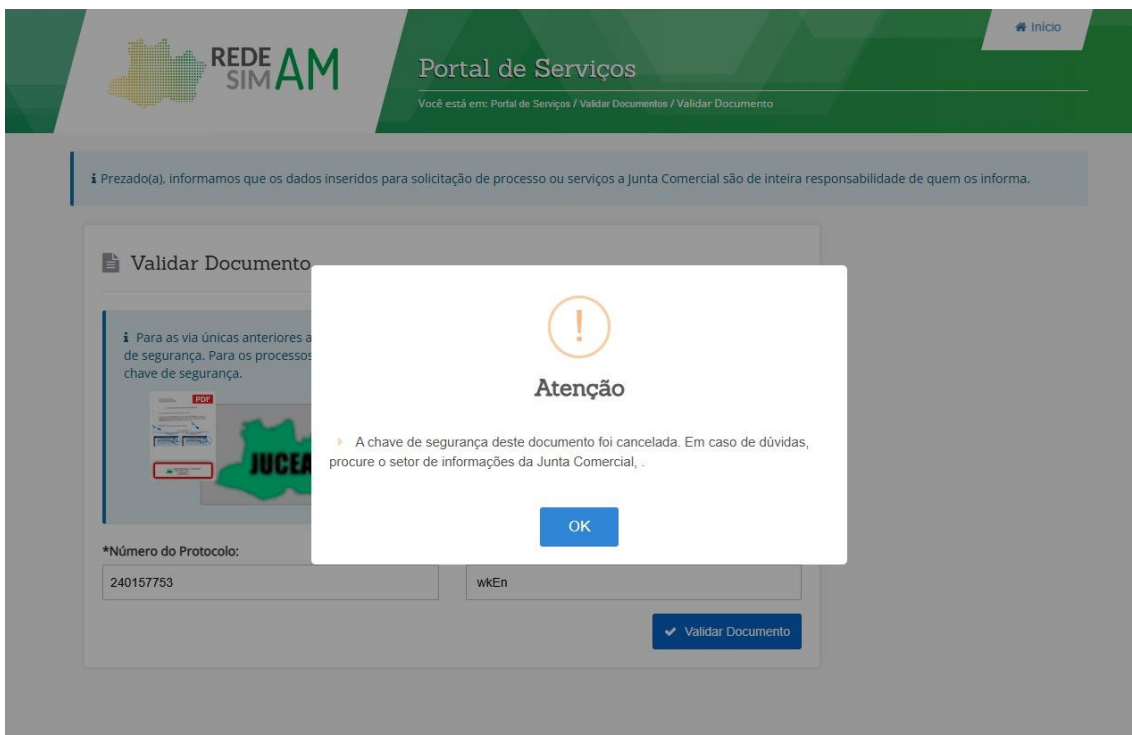 Início
REDE
SIM AM
Portal de Serviços
Você está em: Portal de Serviços / Validar Documentos / Validar Documento
Prezado(a), informamos que os dados inseridos para solicitação de processo ou serviços a Junta Comercial são de inteira responsabilidade de quem os informa.
Validar Documento
Para as via únicas anteriores a
de segurança. Para os processos
chave de segurança.
PDF
JUCEA
Atenção
A chave de segurança deste documento foi cancelada. Em caso de dúvidas,
procure o setor de informações da Junta Comercial, .
OK
*Número do Protocolo:
240157753
wkEn
Validar Documento